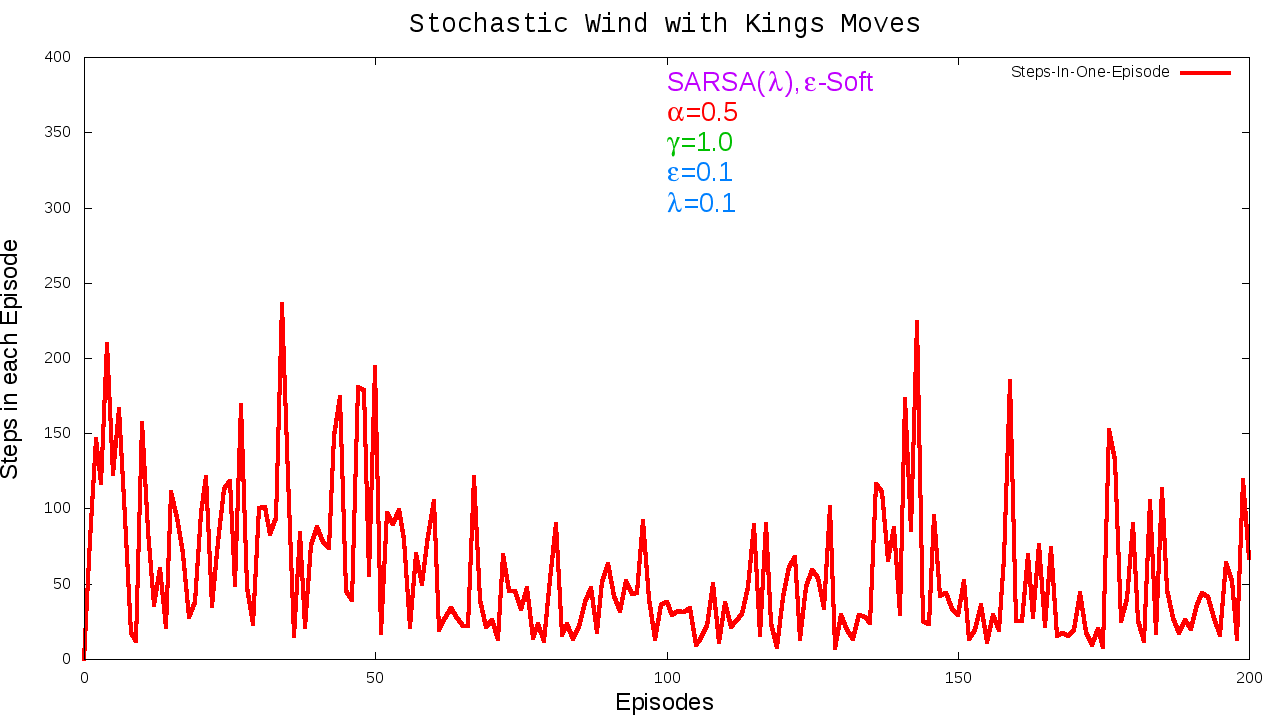 Stochastic Wind with Kings Moves
Steps-In-One-Episode
SARSA(λ), ε-Soft
α=0.5
γ=1.0
ε=0.1
λ=0.1
Steps in each Episode
400
350
300
250
200
150
100
50
0
0 50 100 150 200
Episodes